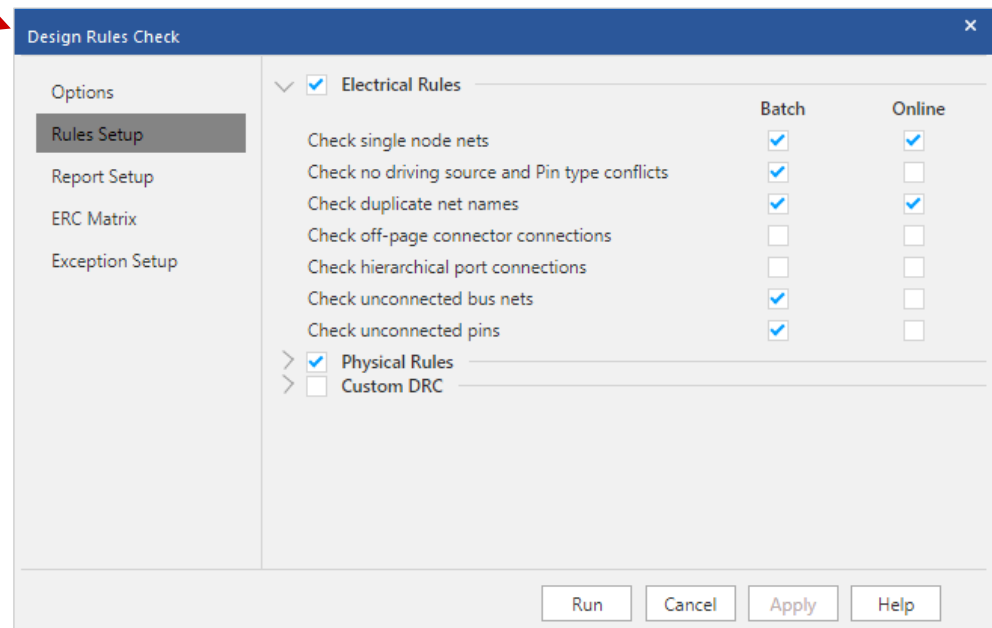 Design Rules Check
Options
Rules Setup
Report Setup
ERC Matrix
Exception Setup
Electrical Rules
Batch Online
Check single node nets
Check no driving source and Pin type conflicts
Check duplicate net names
Check off-page connector connections
Check hierarchical port connections
Check unconnected bus nets
Check unconnected pins
Physical Rules
Custom DRC
Run Cancel Apply Help